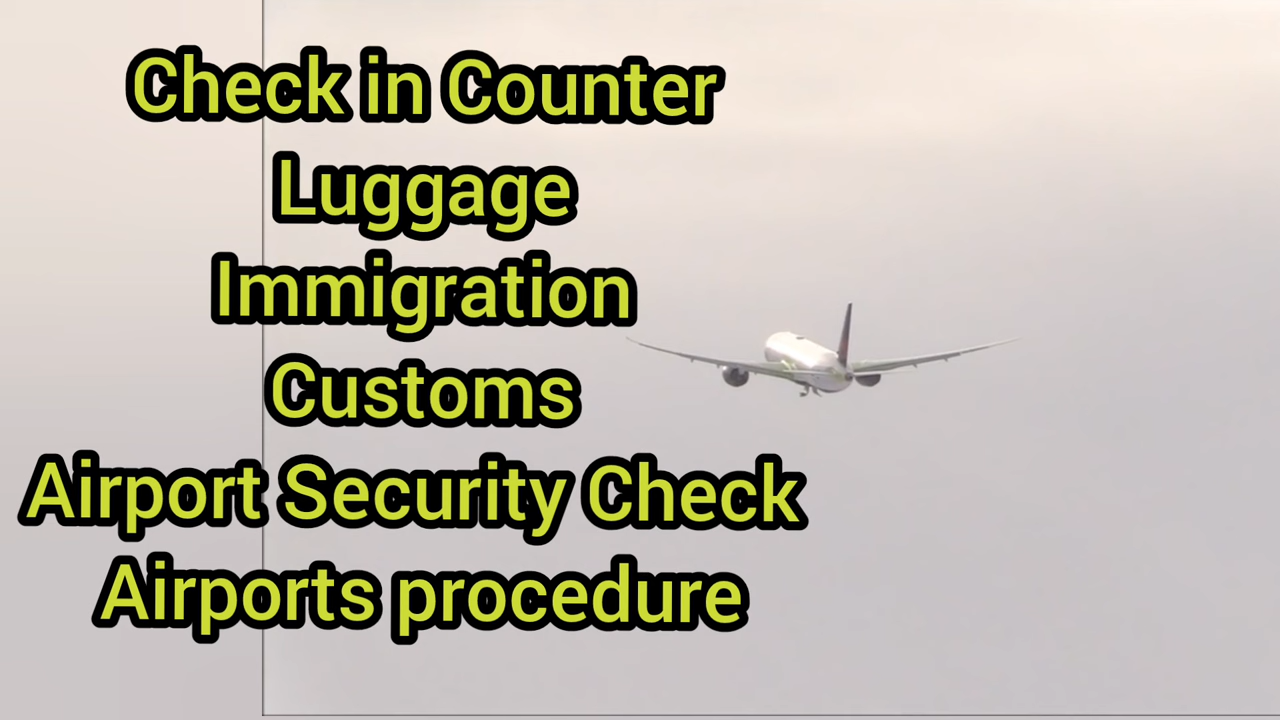 Check in Counter
Luggage
Immigration
Customs
Airport Security Check
Airports procedure